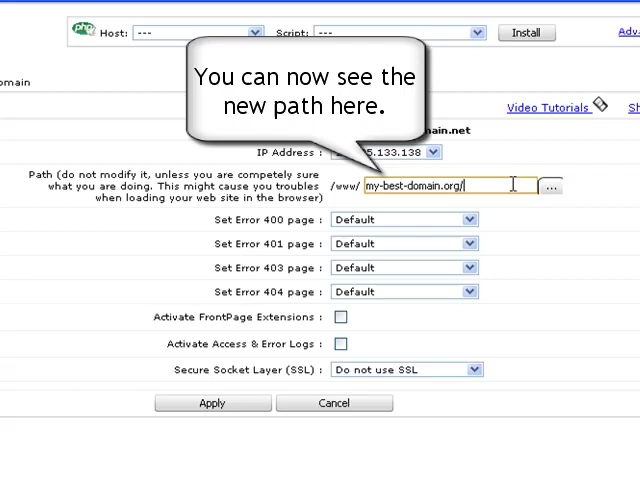 php Host: --- Script: --- Install Adva
You can now see the
new path here.
omain
Video Tutorials Sh
main.net
IP Address : 5.133.138
Path (do not modify it, unless you are competely sure
what you are doing. This might cause you troubles
when loading your web site in the browser)
/www/ my-best-domain.org/ ...
Set Error 400 page : Default
Set Error 401 page : Default
Set Error 403 page : Default
Set Error 404 page : Default
Activate FrontPage Extensions :
Activate Access & Error Logs :
Secure Socket Layer (SSL) : Do not use SSL
Apply Cancel